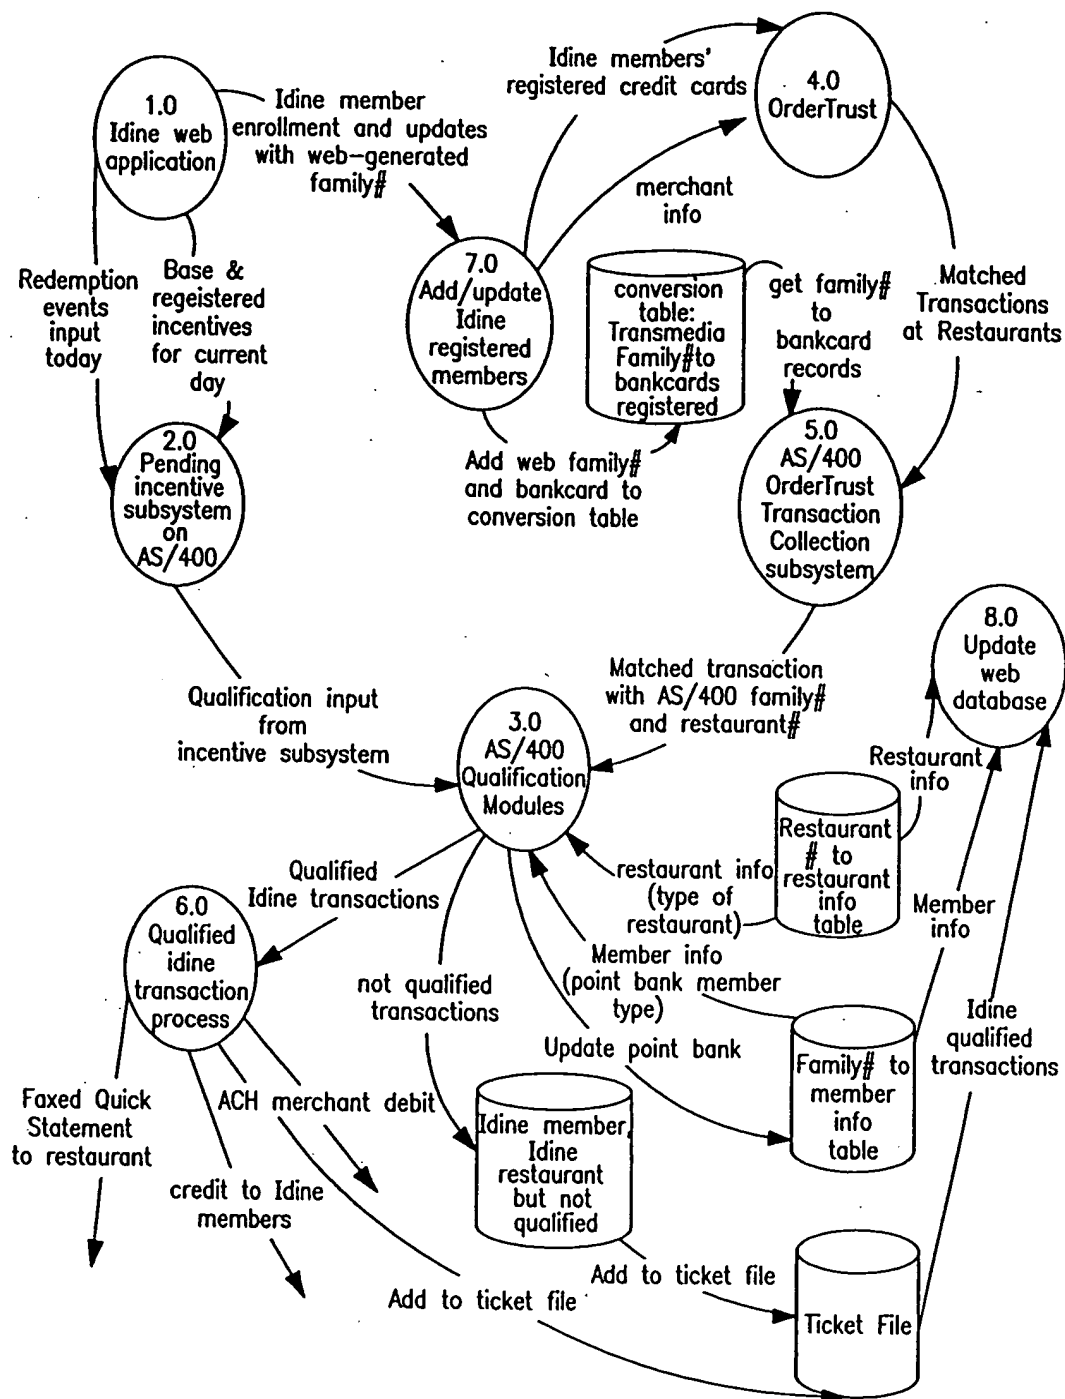 1.0
Idine web
application
Idine member
enrollment and updates
with web-generated
family#
Idine members'
registered credit cards
4.0
OrderTrust
merchant
info
Redemption
events
input
today
Base &
regeistered
incentives
for current
day
7.0
Add/update
Idine
registered
members
conversion
table:
Transmedia
Family#to
bankcards
registered
get family#
to
bankcard
records
Matched
Transactions
at Restaurants
2.0
Pending
incentive
subsystem
on
AS/400
Add web family#
and bankcard to
conversion table
5.0
AS/400
OrderTrust
Transaction
Collection
subsystem
8.0
Update
web
database
Qualification input
from
incentive subsystem
3.0
AS/400
Qualification
Modules
Matched transaction
with AS/400 family#
and restaurant#
Restaurant
info
Restaurant
# to
restaurant
info
table
restaurant info
(type of
restaurant)
Qualified
Idine transactions
6.0
Qualified
idine
transaction
process
not qualified
transactions
Member info
(point bank member
type)
Member
info
Update point bank
Family# to
member
info
table
Idine
qualified
transactions
Faxed Quick
Statement
to restaurant
ACH merchant debit
credit to Idine
members
Idine member,
Idine
restaurant
but not
qualified
Add to ticket file
Add to ticket file
Ticket File